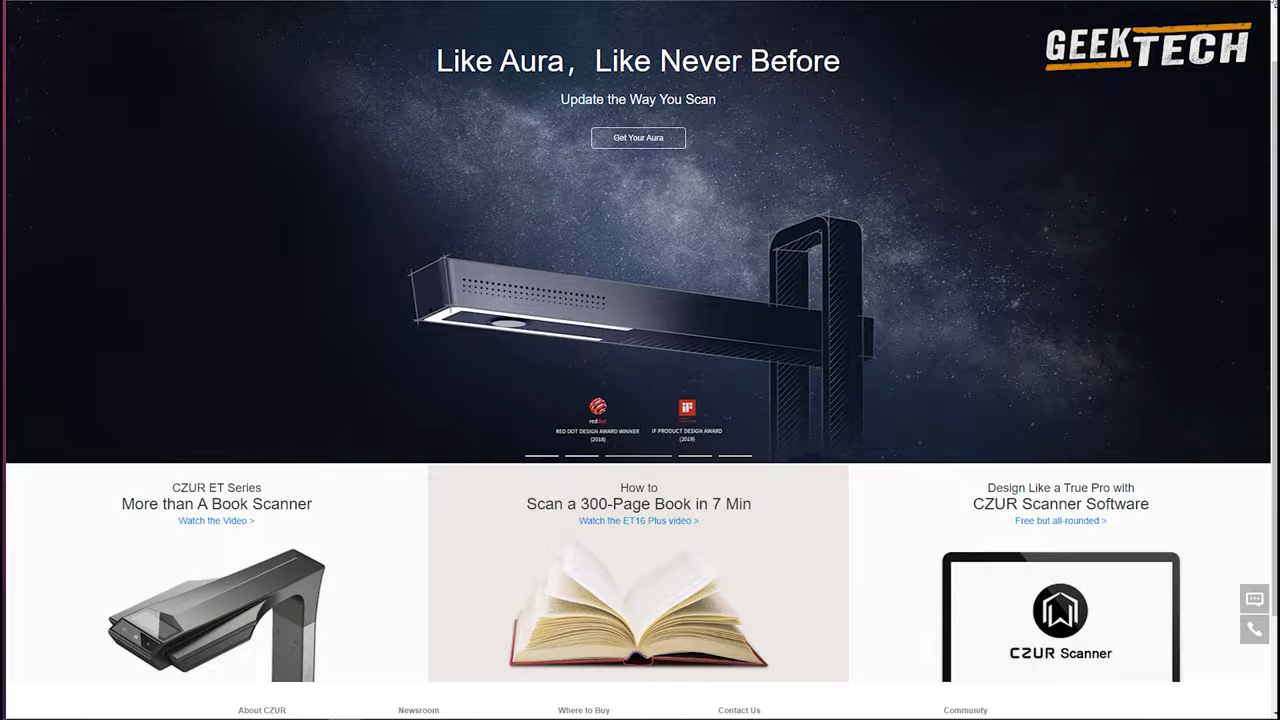 GEEKTECH
Like Aura，Like Never Before
Update the Way You Scan
Get Your Aura
reddot
RED DOT DESIGN AWARD WINNER
(2018)
iF
IF PRODUCT DESIGN AWARD
(2019)
CZUR ET Series
More than A Book Scanner
Watch the Video >
How to
Scan a 300-Page Book in 7 Min
Watch the ET16 Plus video >
Design Like a True Pro with
CZUR Scanner Software
Free but all-rounded >
CZUR Scanner
About CZUR
Newsroom
Where to Buy
Contact Us
Community